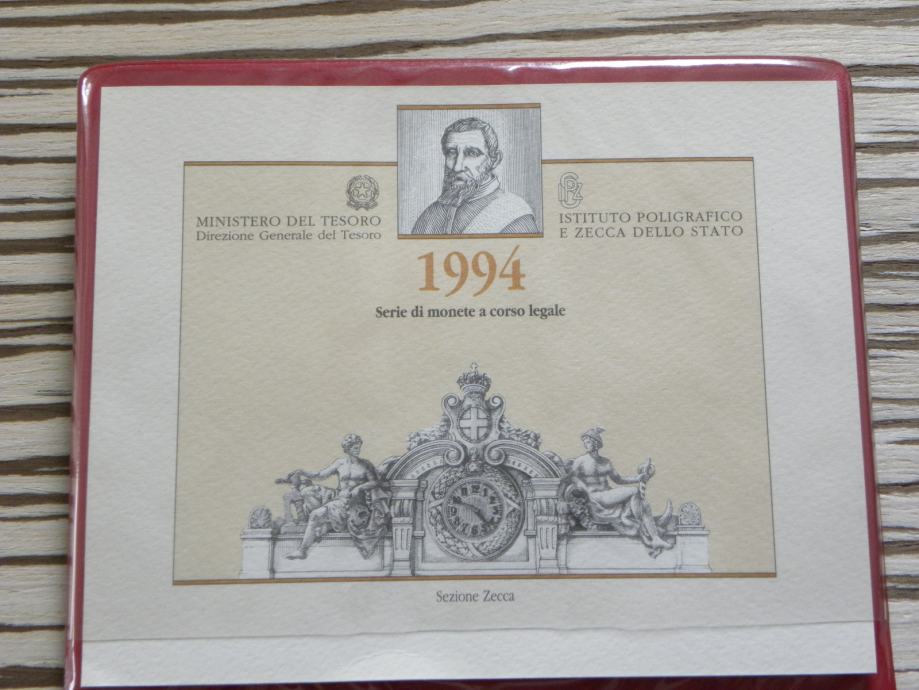 MINISTERO DEL TESORO
Direzione Generale del Tesoro
ISTITUTO POLIGRAFICO
E ZECCA DELLO STATO
1994
Serie di monete a corso legale
Sezione Zecca